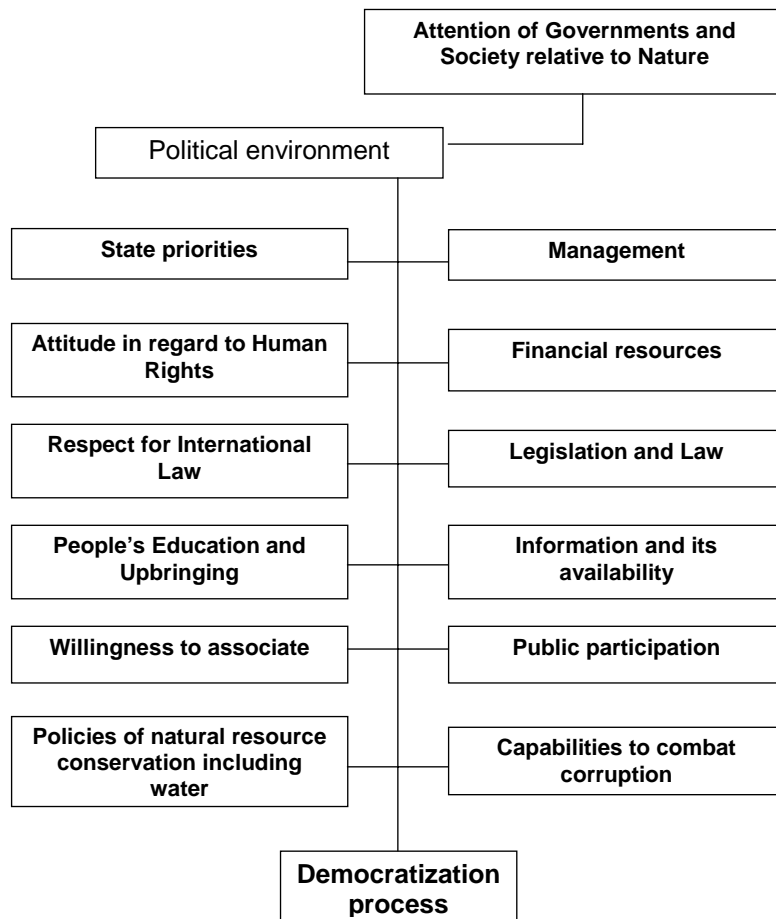 Attention of Governments and
Society relative to Nature
Political environment
State priorities
Management
Attitude in regard to Human
Rights
Financial resources
Respect for International
Law
Legislation and Law
People’s Education and
Upbringing
Information and its
availability
Willingness to associate
Public participation
Policies of natural resource
conservation including
water
Capabilities to combat
corruption
Democratization
process